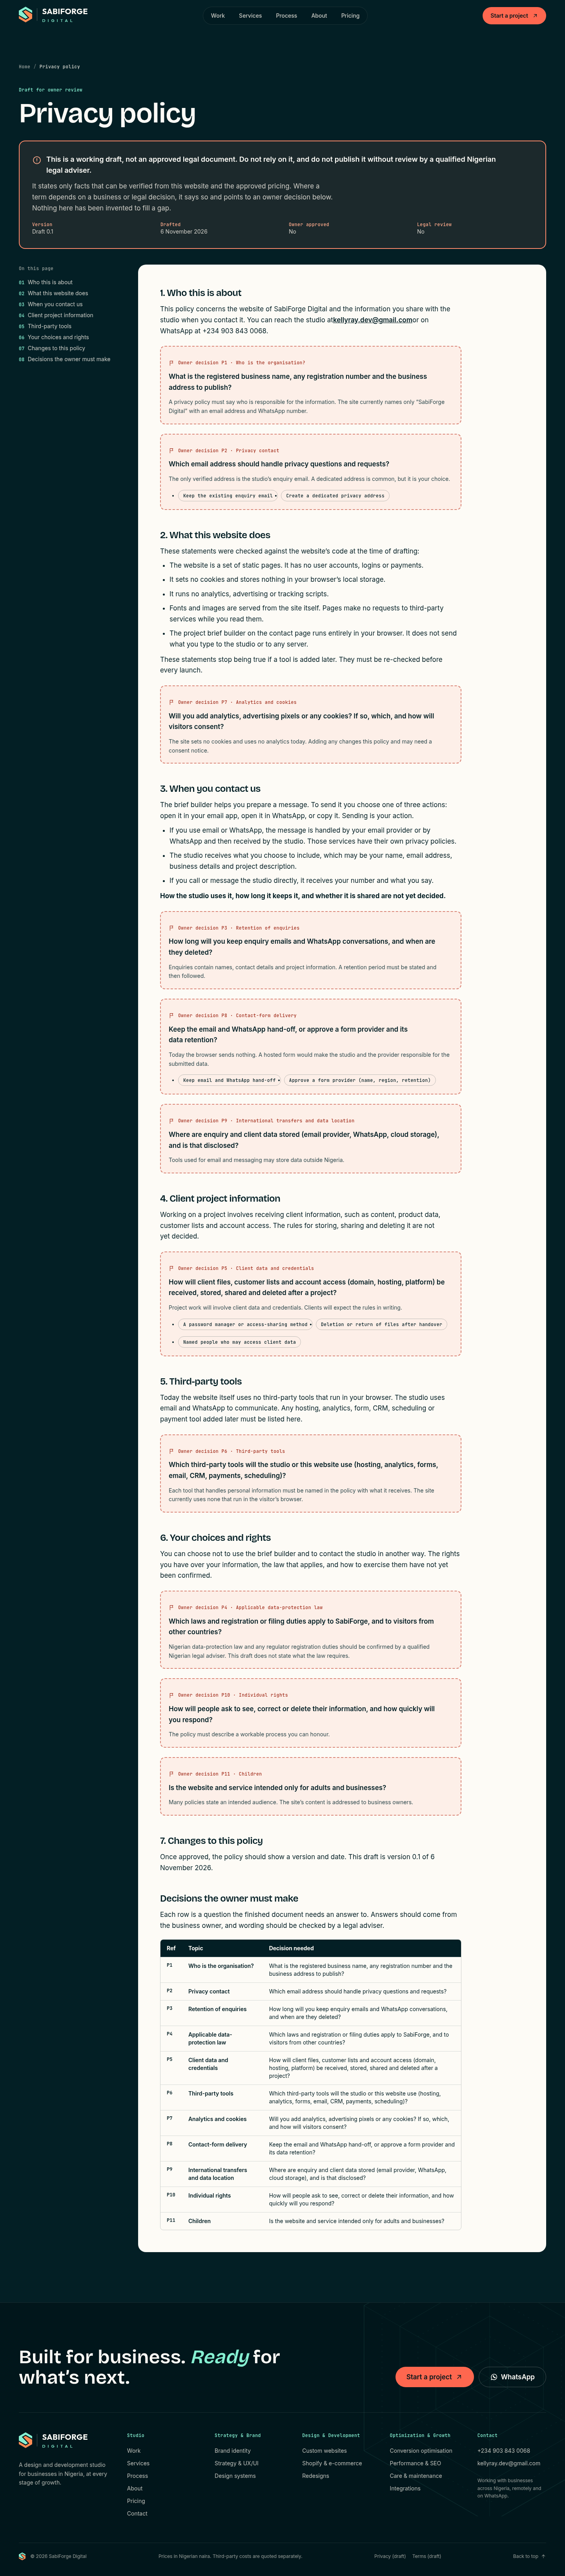 SABIFORGE
DIGITAL
Work Services Process About Pricing
Start a project
Home / Privacy policy
Draft for owner review
Privacy policy
This is a working draft, not an approved legal document. Do not rely on it, and do not publish it without review by a qualified Nigerian
legal adviser.
It states only facts that can be verified from this website and the approved pricing. Where a
term depends on a business or legal decision, it says so and points to an owner decision below.
Nothing here has been invented to fill a gap.
Version Drafted Owner approved Legal review
Draft 0.1 6 November 2026 No No
On this page
01 Who this is about
02 What this website does
03 When you contact us
04 Client project information
05 Third-party tools
06 Your choices and rights
07 Changes to this policy
08 Decisions the owner must make
1. Who this is about
This policy concerns the website of SabiForge Digital and the information you share with the
studio when you contact it. You can reach the studio atkellyray.dev@gmail.comor on
WhatsApp at +234 903 843 0068.
Owner decision P1 · Who is the organisation?
What is the registered business name, any registration number and the business
address to publish?
A privacy policy must say who is responsible for the information. The site currently names only “SabiForge
Digital” with an email address and WhatsApp number.
Owner decision P2 · Privacy contact
Which email address should handle privacy questions and requests?
The only verified address is the studio’s enquiry email. A dedicated address is common, but it is your choice.
• Keep the existing enquiry email • Create a dedicated privacy address
2. What this website does
These statements were checked against the website’s code at the time of drafting:
• The website is a set of static pages. It has no user accounts, logins or payments.
• It sets no cookies and stores nothing in your browser’s local storage.
• It runs no analytics, advertising or tracking scripts.
• Fonts and images are served from the site itself. Pages make no requests to third-party
services while you read them.
• The project brief builder on the contact page runs entirely in your browser. It does not send
what you type to the studio or to any server.
These statements stop being true if a tool is added later. They must be re-checked before
every launch.
Owner decision P7 · Analytics and cookies
Will you add analytics, advertising pixels or any cookies? If so, which, and how will
visitors consent?
The site sets no cookies and uses no analytics today. Adding any changes this policy and may need a
consent notice.
3. When you contact us
The brief builder helps you prepare a message. To send it you choose one of three actions:
open it in your email app, open it in WhatsApp, or copy it. Sending is your action.
• If you use email or WhatsApp, the message is handled by your email provider or by
WhatsApp and then received by the studio. Those services have their own privacy policies.
• The studio receives what you choose to include, which may be your name, email address,
business details and project description.
• If you call or message the studio directly, it receives your number and what you say.
How the studio uses it, how long it keeps it, and whether it is shared are not yet decided.
Owner decision P3 · Retention of enquiries
How long will you keep enquiry emails and WhatsApp conversations, and when are
they deleted?
Enquiries contain names, contact details and project information. A retention period must be stated and
then followed.
Owner decision P8 · Contact-form delivery
Keep the email and WhatsApp hand-off, or approve a form provider and its
data retention?
Today the browser sends nothing. A hosted form would make the studio and the provider responsible for the
submitted data.
• Keep email and WhatsApp hand-off • Approve a form provider (name, region, retention)
Owner decision P9 · International transfers and data location
Where are enquiry and client data stored (email provider, WhatsApp, cloud storage),
and is that disclosed?
Tools used for email and messaging may store data outside Nigeria.
4. Client project information
Working on a project involves receiving client information, such as content, product data,
customer lists and account access. The rules for storing, sharing and deleting it are not
yet decided.
Owner decision P5 · Client data and credentials
How will client files, customer lists and account access (domain, hosting, platform) be
received, stored, shared and deleted after a project?
Project work will involve client data and credentials. Clients will expect the rules in writing.
• A password manager or access-sharing method • Deletion or return of files after handover
• Named people who may access client data
5. Third-party tools
Today the website itself uses no third-party tools that run in your browser. The studio uses
email and WhatsApp to communicate. Any hosting, analytics, form, CRM, scheduling or
payment tool added later must be listed here.
Owner decision P6 · Third-party tools
Which third-party tools will the studio or this website use (hosting, analytics, forms,
email, CRM, payments, scheduling)?
Each tool that handles personal information must be named in the policy with what it receives. The site
currently uses none that run in the visitor’s browser.
6. Your choices and rights
You can choose not to use the brief builder and to contact the studio in another way. The rights
you have over your information, the law that applies, and how to exercise them have not yet
been confirmed.
Owner decision P4 · Applicable data-protection law
Which laws and registration or filing duties apply to SabiForge, and to visitors from
other countries?
Nigerian data-protection law and any regulator registration duties should be confirmed by a qualified
Nigerian legal adviser. This draft does not state what the law requires.
Owner decision P10 · Individual rights
How will people ask to see, correct or delete their information, and how quickly will
you respond?
The policy must describe a workable process you can honour.
Owner decision P11 · Children
Is the website and service intended only for adults and businesses?
Many policies state an intended audience. The site’s content is addressed to business owners.
7. Changes to this policy
Once approved, the policy should show a version and date. This draft is version 0.1 of 6
November 2026.
Decisions the owner must make
Each row is a question the finished document needs an answer to. Answers should come from
the business owner, and wording should be checked by a legal adviser.
Ref Topic Decision needed
P1 Who is the organisation? What is the registered business name, any registration number and the
business address to publish?
P2 Privacy contact Which email address should handle privacy questions and requests?
P3 Retention of enquiries How long will you keep enquiry emails and WhatsApp conversations,
and when are they deleted?
P4 Applicable data-protection law Which laws and registration or filing duties apply to SabiForge, and to
visitors from other countries?
P5 Client data and credentials How will client files, customer lists and account access (domain,
hosting, platform) be received, stored, shared and deleted after a
project?
P6 Third-party tools Which third-party tools will the studio or this website use (hosting,
analytics, forms, email, CRM, payments, scheduling)?
P7 Analytics and cookies Will you add analytics, advertising pixels or any cookies? If so, which,
and how will visitors consent?
P8 Contact-form delivery Keep the email and WhatsApp hand-off, or approve a form provider and
its data retention?
P9 International transfers and data location Where are enquiry and client data stored (email provider, WhatsApp,
cloud storage), and is that disclosed?
P10 Individual rights How will people ask to see, correct or delete their information, and how
quickly will you respond?
P11 Children Is the website and service intended only for adults and businesses?
Built for business. Ready for
what’s next.
Start a project
WhatsApp
SABIFORGE
DIGITAL
A design and development studio
for businesses in Nigeria, at every
stage of growth.
Studio
Work
Services
Process
About
Pricing
Contact
Strategy & Brand
Brand identity
Strategy & UX/UI
Design systems
Design & Development
Custom websites
Shopify & e-commerce
Redesigns
Optimization & Growth
Conversion optimisation
Performance & SEO
Care & maintenance
Integrations
Contact
+234 903 843 0068
kellyray.dev@gmail.com
Working with businesses
across Nigeria, remotely and
on WhatsApp.
© 2026 SabiForge Digital
Prices in Nigerian naira. Third-party costs are quoted separately.
Privacy (draft) Terms (draft)
Back to top ↑